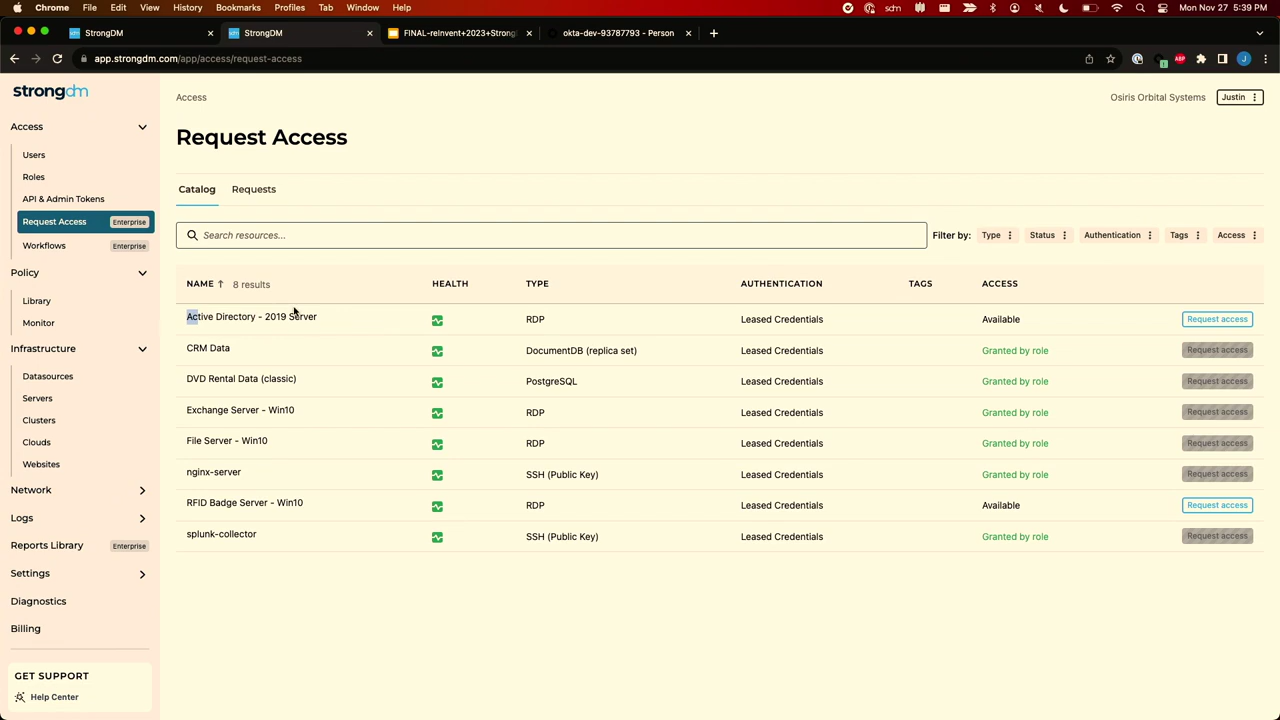 Chrome File Edit View History Bookmarks Profiles Tab Window Help
sdm
Mon Nov 27 5:39 PM
StrongDM
StrongDM
FINAL-reInvent+2023+Strong
okta-dev-93787793 - Person
app.strongdm.com/app/access/request-access
ABP
J
strongdm
Access
Users
Roles
API & Admin Tokens
Request Access Enterprise
Workflows Enterprise
Policy
Library
Monitor
Infrastructure
Datasources
Servers
Clusters
Clouds
Websites
Network
Logs
Reports Library Enterprise
Settings
Diagnostics
Billing
GET SUPPORT
Help Center
Access
Osiris Orbital Systems
Justin
Request Access
Catalog Requests
Search resources...
Filter by: Type Status Authentication Tags Access
NAME 8 results HEALTH TYPE AUTHENTICATION TAGS ACCESS
Active Directory - 2019 Server RDP Leased Credentials Available Request access
CRM Data DocumentDB (replica set) Leased Credentials Granted by role Request access
DVD Rental Data (classic) PostgreSQL Leased Credentials Granted by role Request access
Exchange Server - Win10 RDP Leased Credentials Granted by role Request access
File Server - Win10 RDP Leased Credentials Granted by role Request access
nginx-server SSH (Public Key) Leased Credentials Granted by role Request access
RFID Badge Server - Win10 RDP Leased Credentials Available Request access
splunk-collector SSH (Public Key) Leased Credentials Granted by role Request access